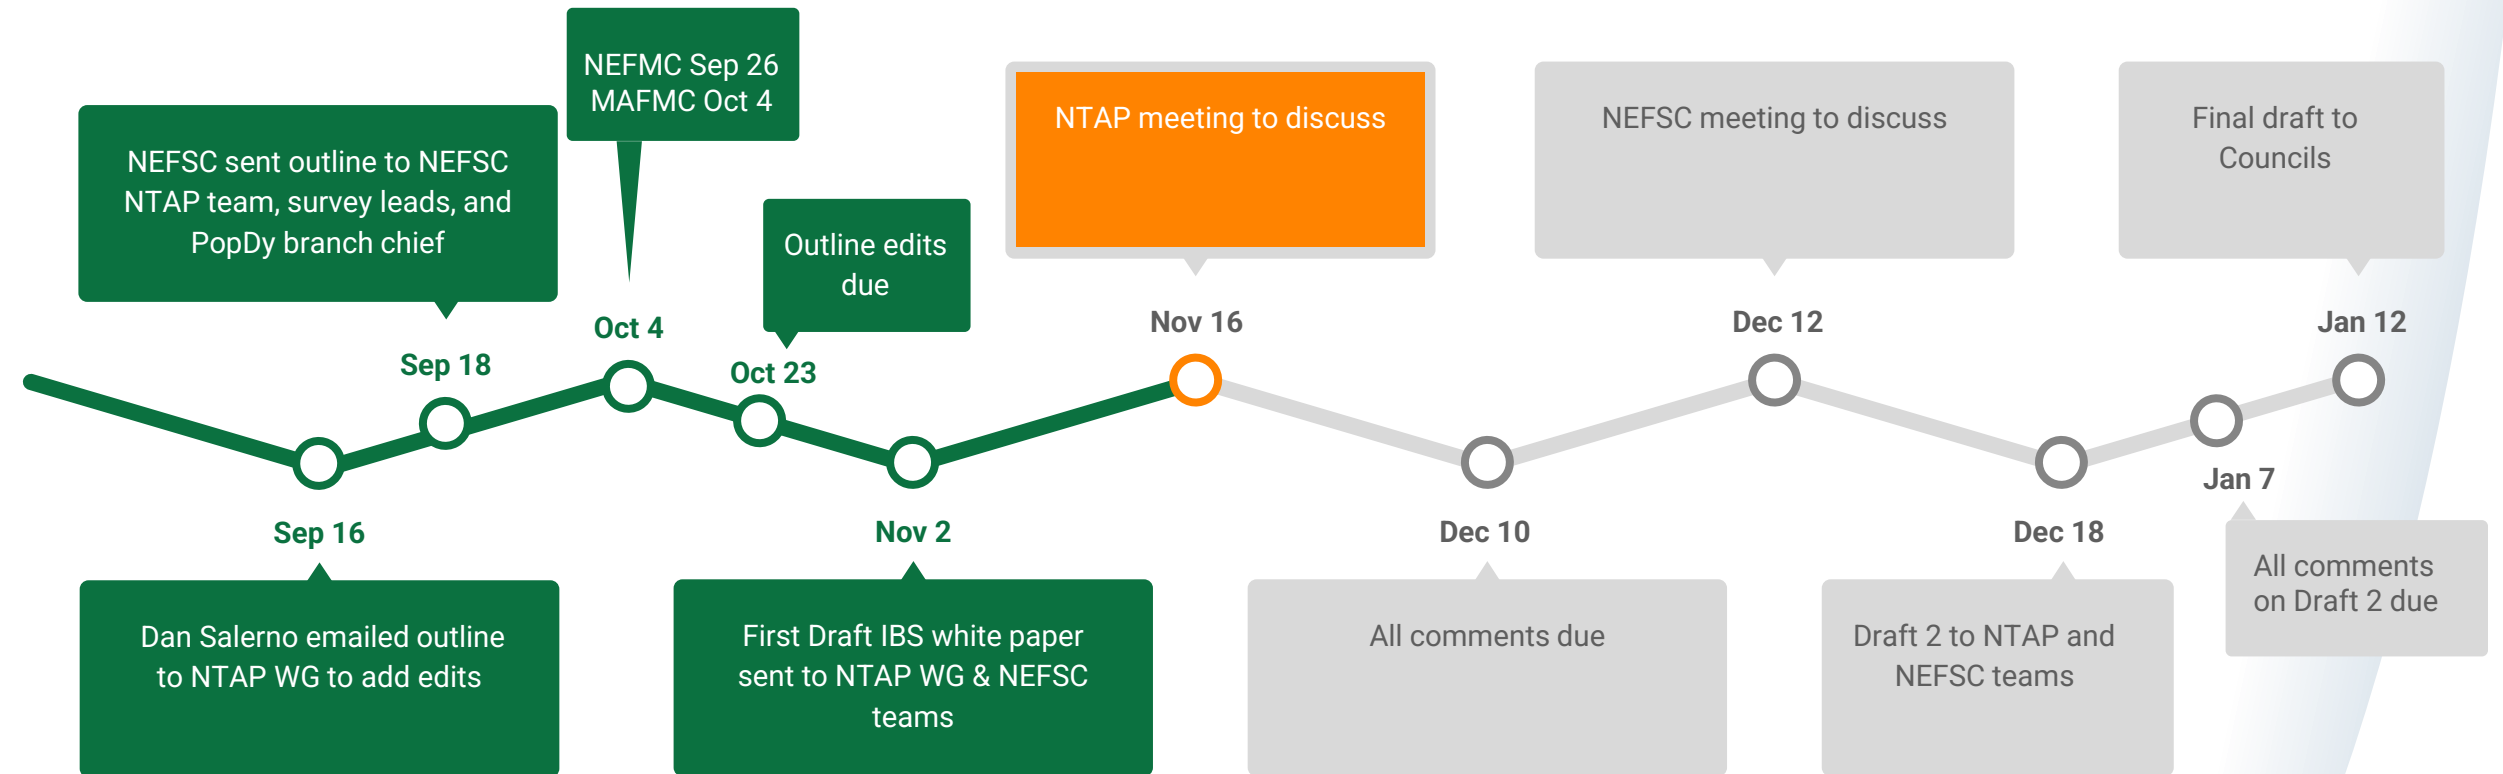 NEFSC sent outline to NEFSC
NTAP team, survey leads, and
PopDy branch chief
Sep 18
NEFMC Sep 26
MAFMC Oct 4
Oct 4
Outline edits
due
Oct 23
NTAP meeting to discuss
Nov 16
NEFSC meeting to discuss
Dec 12
Final draft to
Councils
Jan 12
Sep 16
Dan Salerno emailed outline
to NTAP WG to add edits
Nov 2
First Draft IBS white paper
sent to NTAP WG & NEFSC
teams
Dec 10
All comments due
Dec 18
Draft 2 to NTAP and
NEFSC teams
Jan 7
All comments
on Draft 2 due